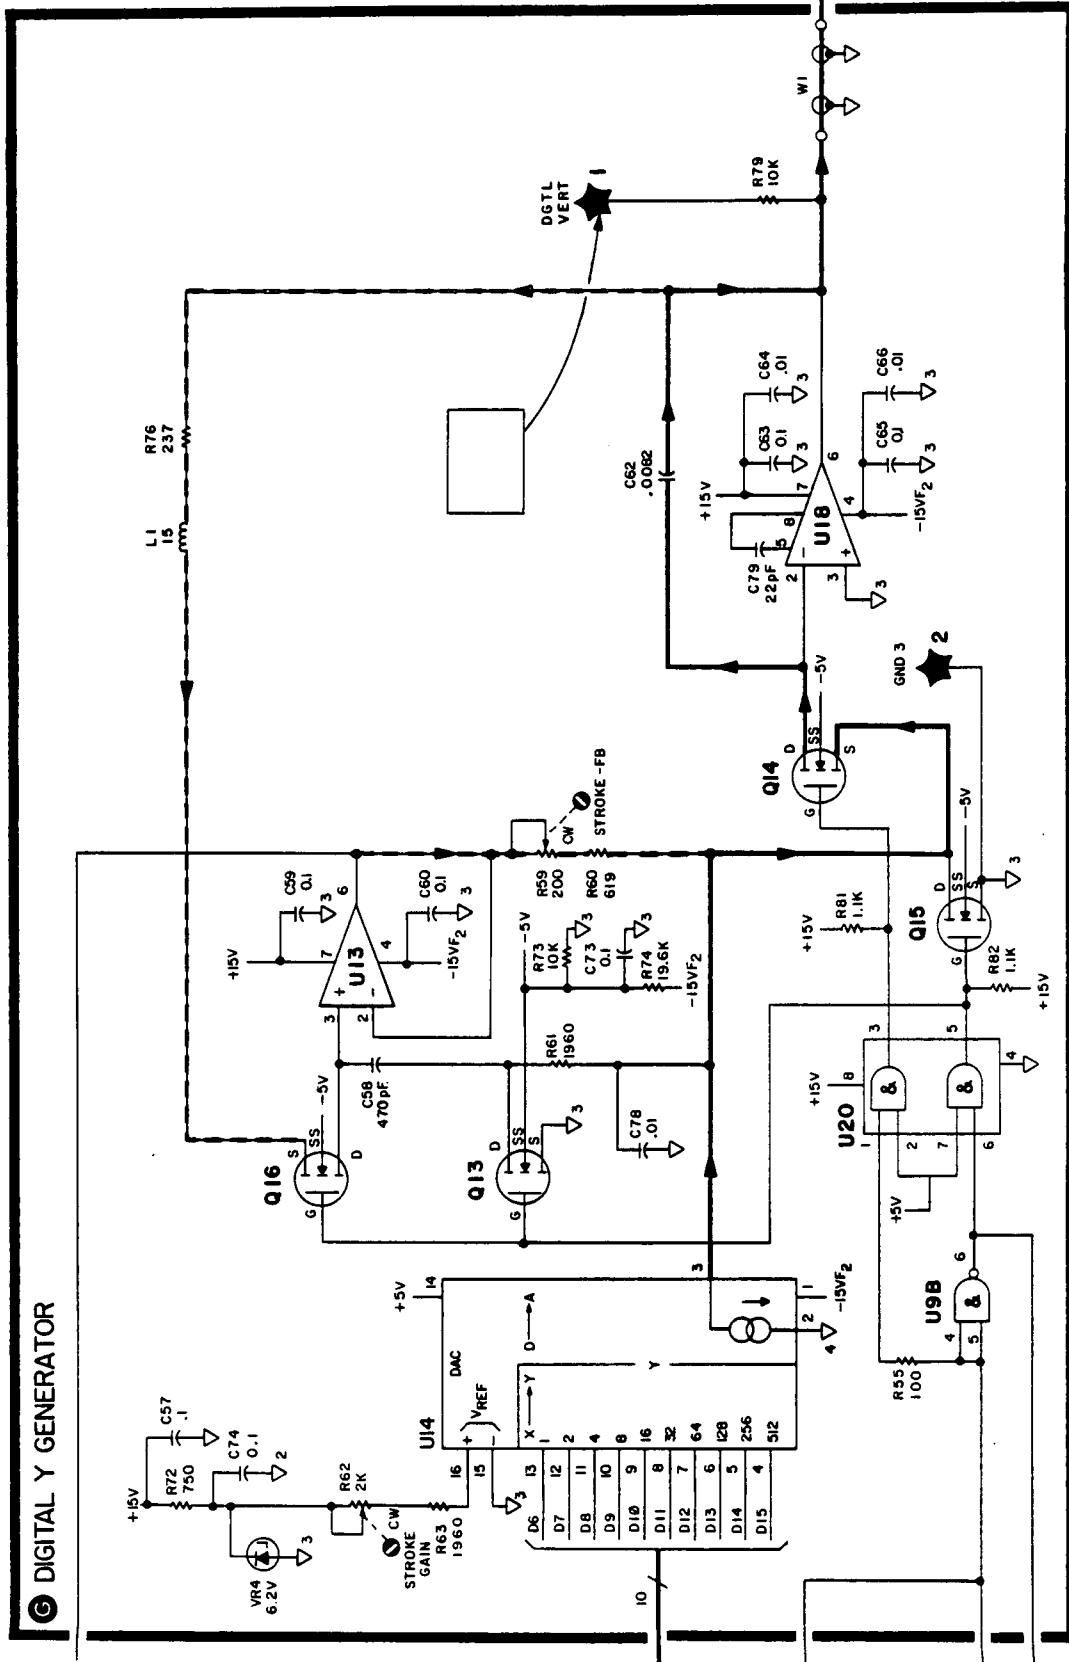 G DIGITAL Y GENERATOR
+15V
C57
.1
R72
750
C74
0.1
2
VR4
6.2V
3
R62
2K
CW
STROKE
GAIN
R63
1960
3
U14
16
15
+
-
VREF
DAC
D→A
X→Y
Y
+5V
14
3
1
-15VF2
2
4
D6 13 1
D7 12 2
D8 11 4
D9 10 8
D10 9 16
D11 8 32
D12 7 64
D13 6 128
D14 5 256
D15 4 512
10
R55
100
U9B
4
5
6
&
U20
+15V
8
1
2
7
6
+5V
&
&
3
5
4
Q16
G
S
SS
D
-5V
Q13
G
D
SS
S
3
C58
470pF
R61
1960
C78
.01
3
+15V
C59
0.1
3
U13
3
2
+
-
7
4
6
C60
0.1
3
-15VF2
-5V
R73
10K
3
C73
0.1
3
R74
19.6K
-15VF2
R59
200
CW
STROKE-FB
R60
619
L1
15
R76
237
Q14
G
D
SS
S
-5V
+15V
R81
1.1K
Q15
G
D
SS
S
-5V
3
R82
1.1K
+15V
GND 3
2
C62
.0082
C79
22pF
U18
2
3
-
+
5
8
7
4
6
3
+15V
C63
0.1
3
C64
.01
3
-15VF2
C65
0.1
3
C66
.01
3
DGTL
VERT
1
R79
10K
W1